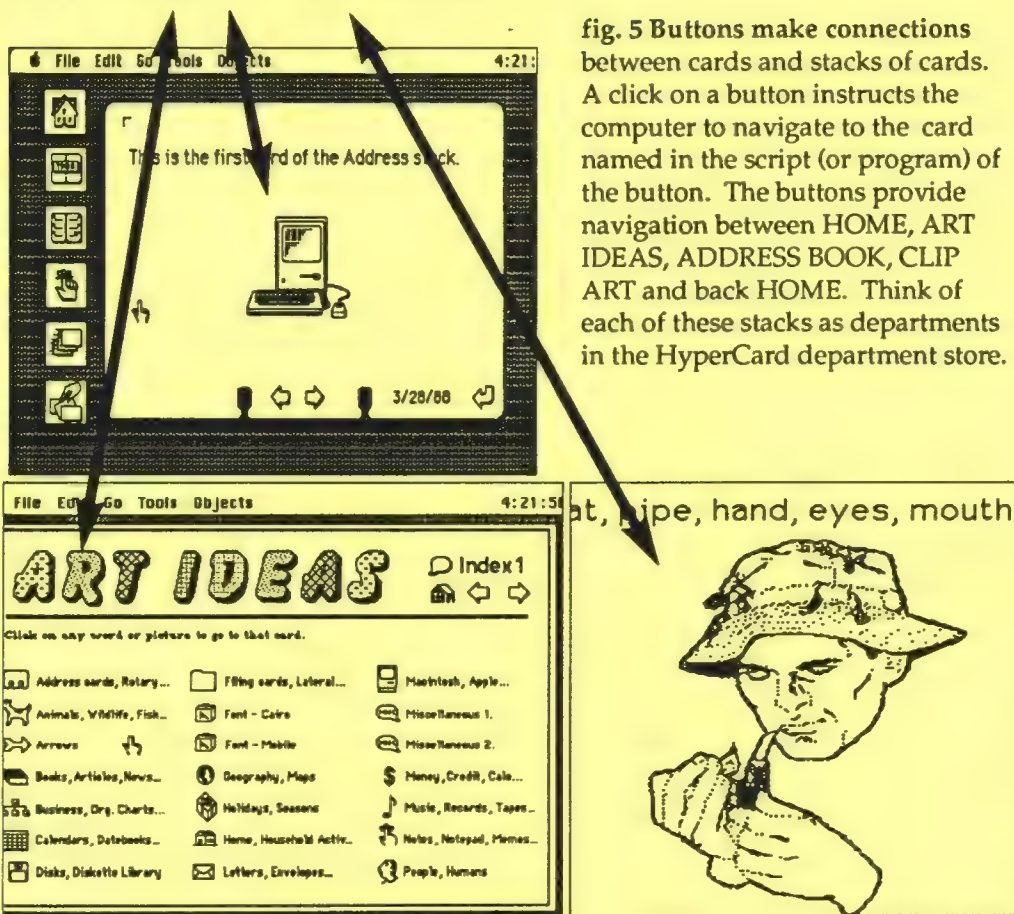 fig. 5 Buttons make connections
between cards and stacks of cards.
A click on a button instructs the
computer to navigate to the card
named in the script (or program) of
the button. The buttons provide
navigation between HOME, ART
IDEAS, ADDRESS BOOK, CLIP
ART and back HOME. Think of
each of these stacks as departments
in the HyperCard department store.
File Edit Go Tools Objects 4:21:
This is the first card of the Address stack.
3/28/88
File Edit Go Tools Objects 4:21:5
ART IDEAS
Index1
Click on any word or picture to go to that card.
Address cards, Rotary... Filing cards, Lateral... Macintosh, Apple...
Animals, Wildlife, Fish... Font - Cairo Miscellaneous 1.
Arrows Font - Mobile Miscellaneous 2.
Books, Articles, News... Geography, Maps Money, Credit, Calc...
Business, Org. Charts... Holidays, Seasons Music, Records, Tapes...
Calendars, Datebooks... Home, Household Activ... Notes, Notepad, Memos...
Disks, Diskette Library Letters, Envelopes... People, Humans
at, pipe, hand, eyes, mouth